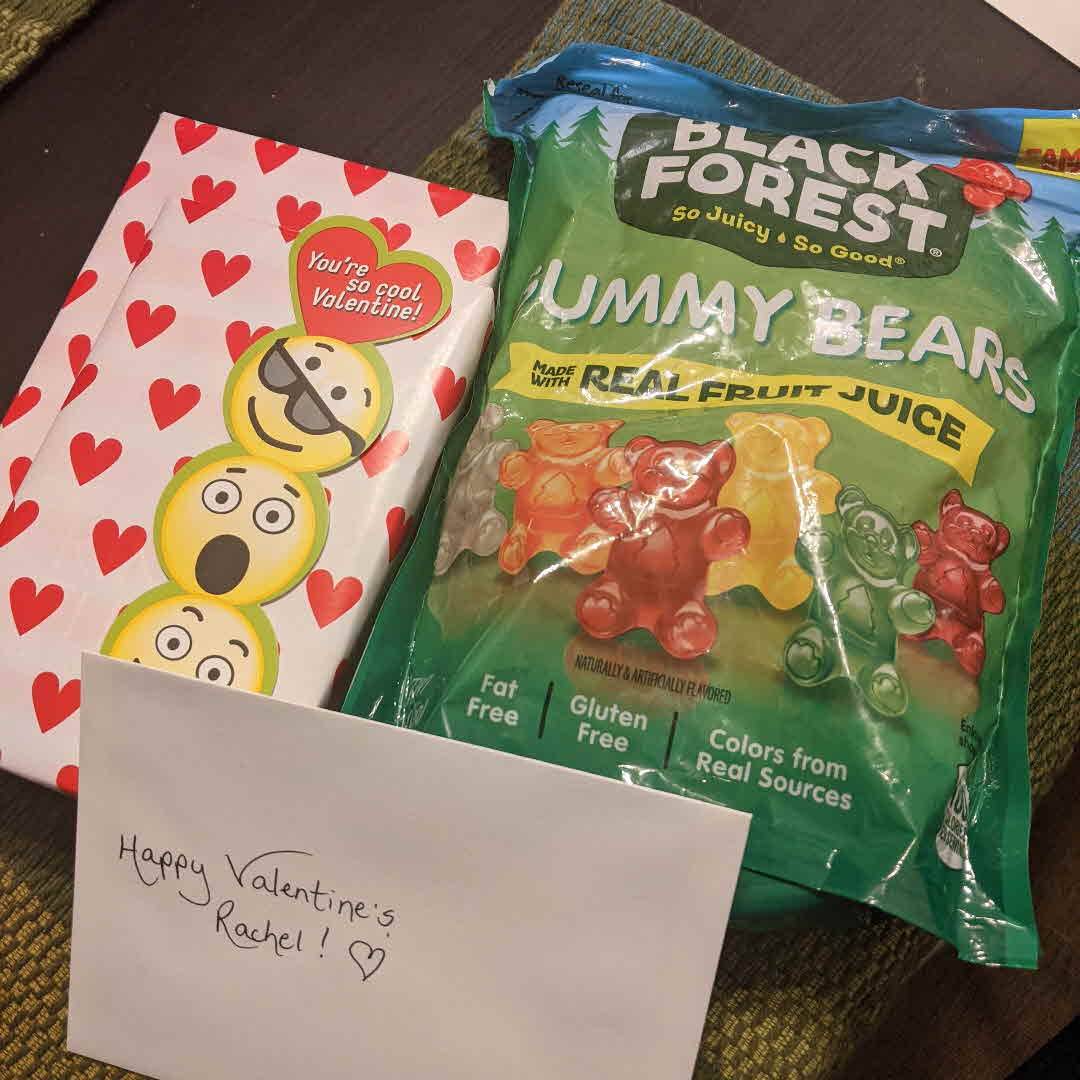 You're
so cool
Valentine!
BLACK
FOREST®
So Juicy So Good®
GUMMY BEARS
MADE
WITH
REAL FRUIT JUICE
NATURALLY & ARTIFICIALLY FLAVORED
Fat
Free
Gluten
Free
Colors from
Real Sources
Happy Valentine's
Rachel!